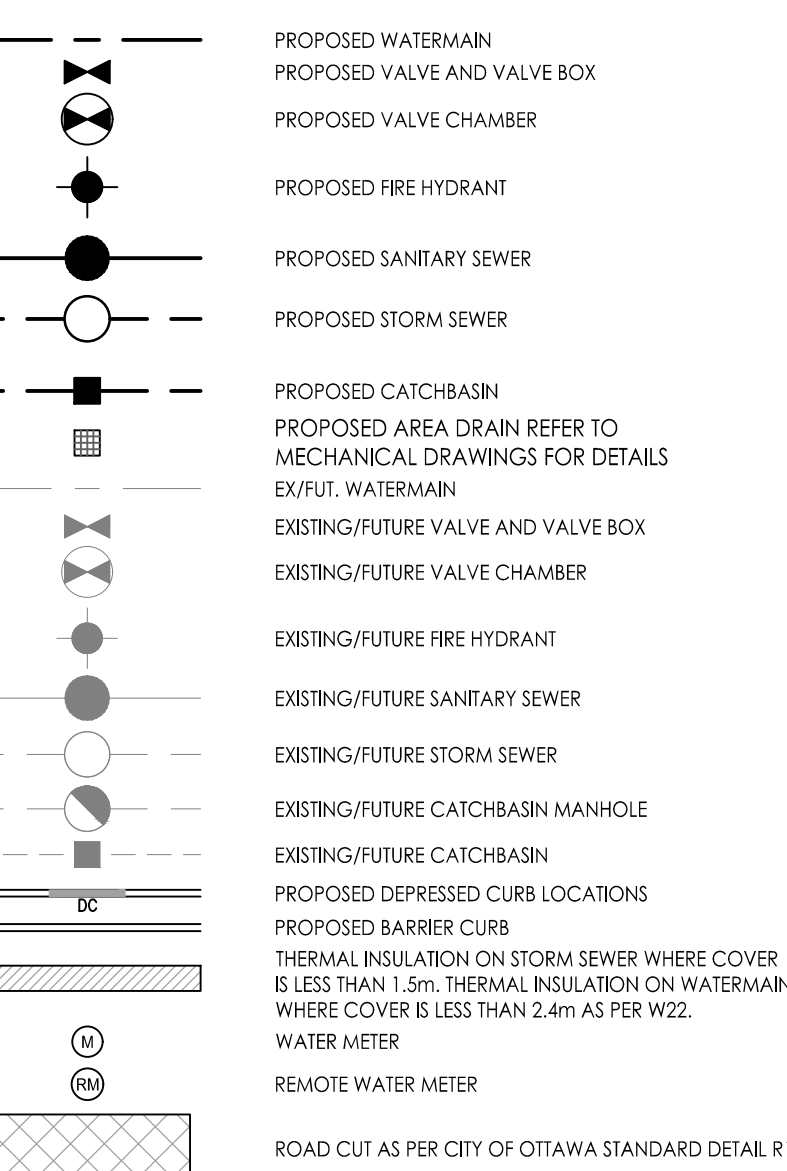 PROPOSED WATERMAIN
PROPOSED VALVE AND VALVE BOX
PROPOSED VALVE CHAMBER
PROPOSED FIRE HYDRANT
PROPOSED SANITARY SEWER
PROPOSED STORM SEWER
PROPOSED CATCHBASIN
PROPOSED AREA DRAIN REFER TO
MECHANICAL DRAWINGS FOR DETAILS
EX/FUT. WATERMAIN
EXISTING/FUTURE VALVE AND VALVE BOX
EXISTING/FUTURE VALVE CHAMBER
EXISTING/FUTURE FIRE HYDRANT
EXISTING/FUTURE SANITARY SEWER
EXISTING/FUTURE STORM SEWER
EXISTING/FUTURE CATCHBASIN MANHOLE
EXISTING/FUTURE CATCHBASIN
DC PROPOSED DEPRESSED CURB LOCATIONS
PROPOSED BARRIER CURB
THERMAL INSULATION ON STORM SEWER WHERE COVER
IS LESS THAN 1.5m. THERMAL INSULATION ON WATERMAIN
WHERE COVER IS LESS THAN 2.4m AS PER W22.
M WATER METER
RM REMOTE WATER METER
ROAD CUT AS PER CITY OF OTTAWA STANDARD DETAIL